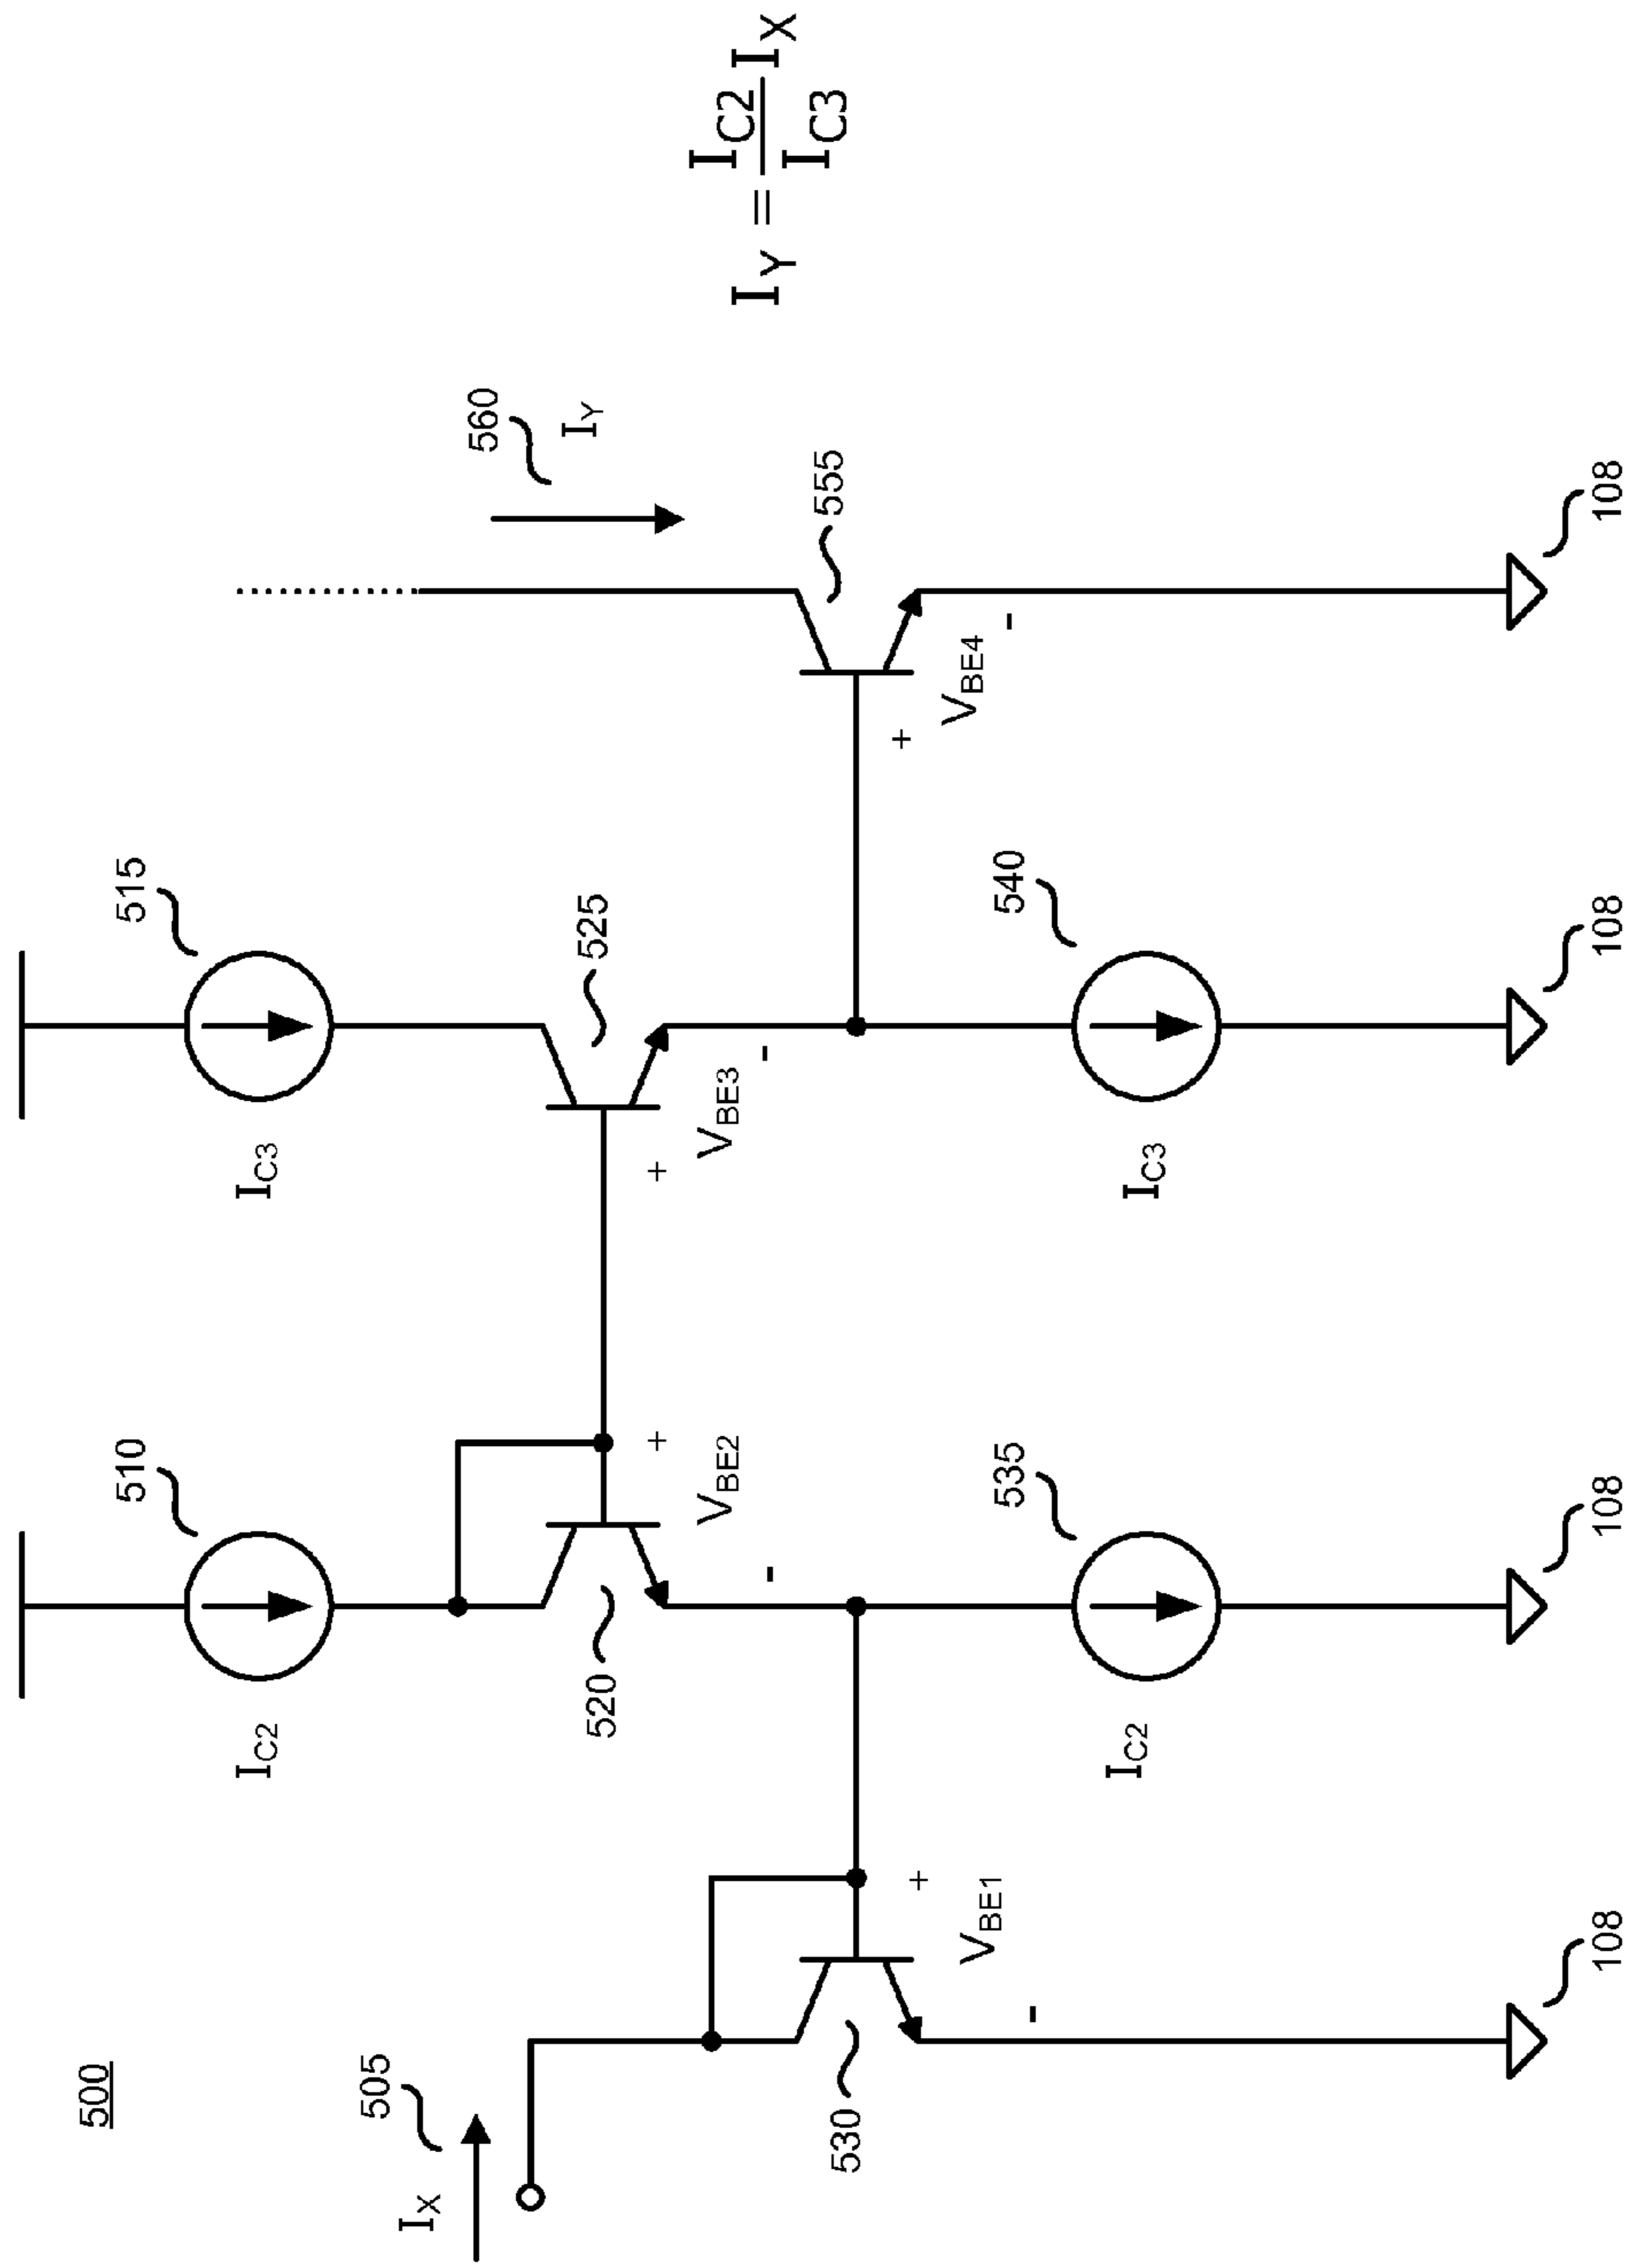 500
I_X
505
510
I_C2
515
I_C3
520
+
V_BE2
-
525
+
V_BE3
-
530
+
V_BE1
-
535
I_C2
540
I_C3
555
+
V_BE4
-
560
I_Y
108
108
108
108
I_Y = I_C2 / I_C3 I_X